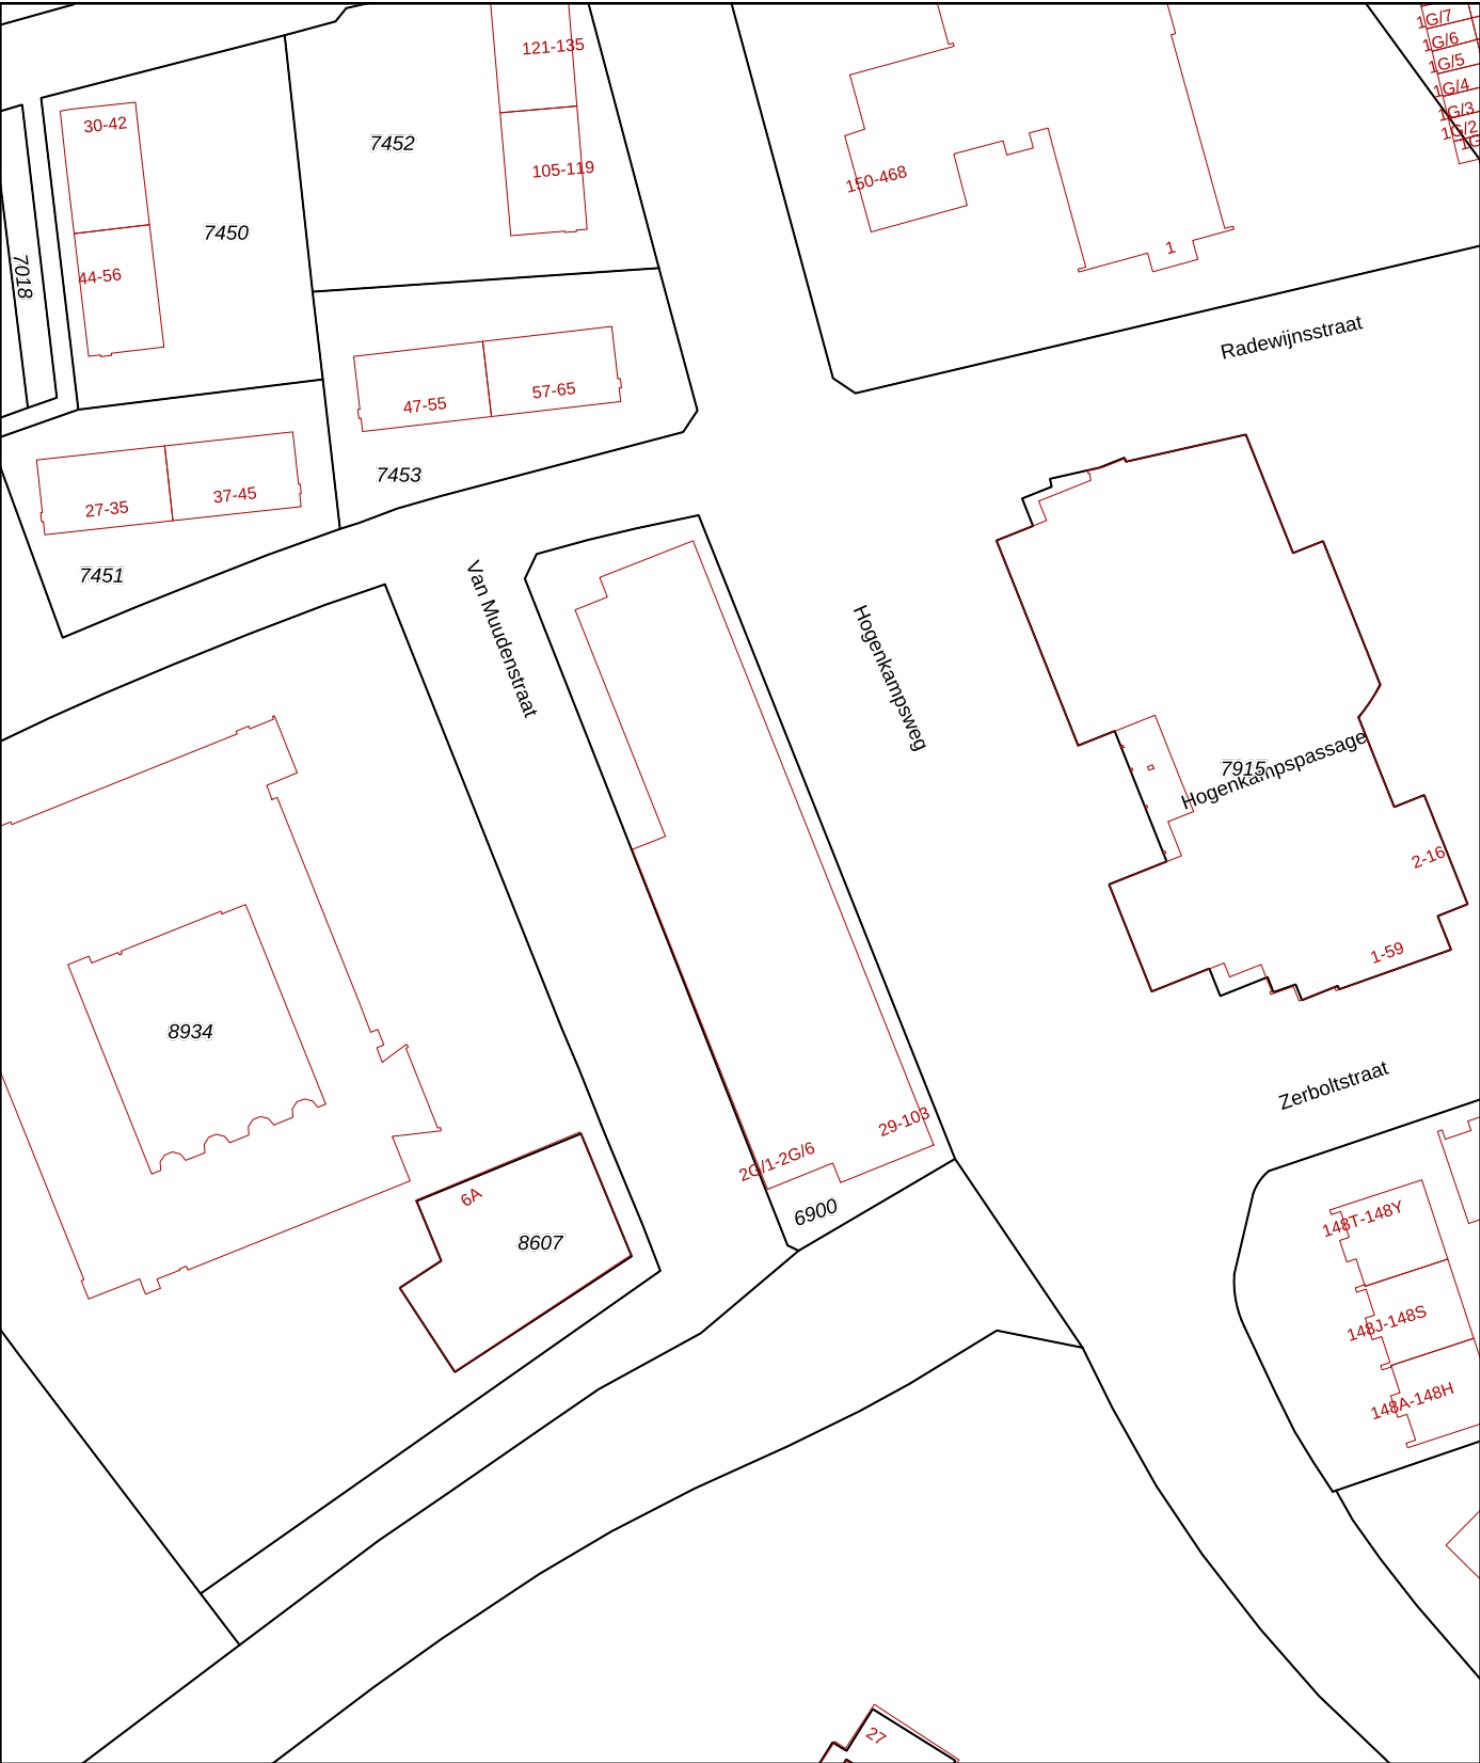 1G/7
1G/6
1G/5
1G/4
1G/3
1G/2
121-135
30-42
7452
105-119
150-468
7450
1
7018
44-56
Radewijnsstraat
57-65
47-55
7453
37-45
27-35
7451
Van Muudenstraat
Hogenkampsweg
7915
Hogenkampspassage
2-16
1-59
8934
Zerboltstraat
29-103
2G/1-2G/6
6A
6900
8607
148T-148Y
148J-148S
148A-148H
27